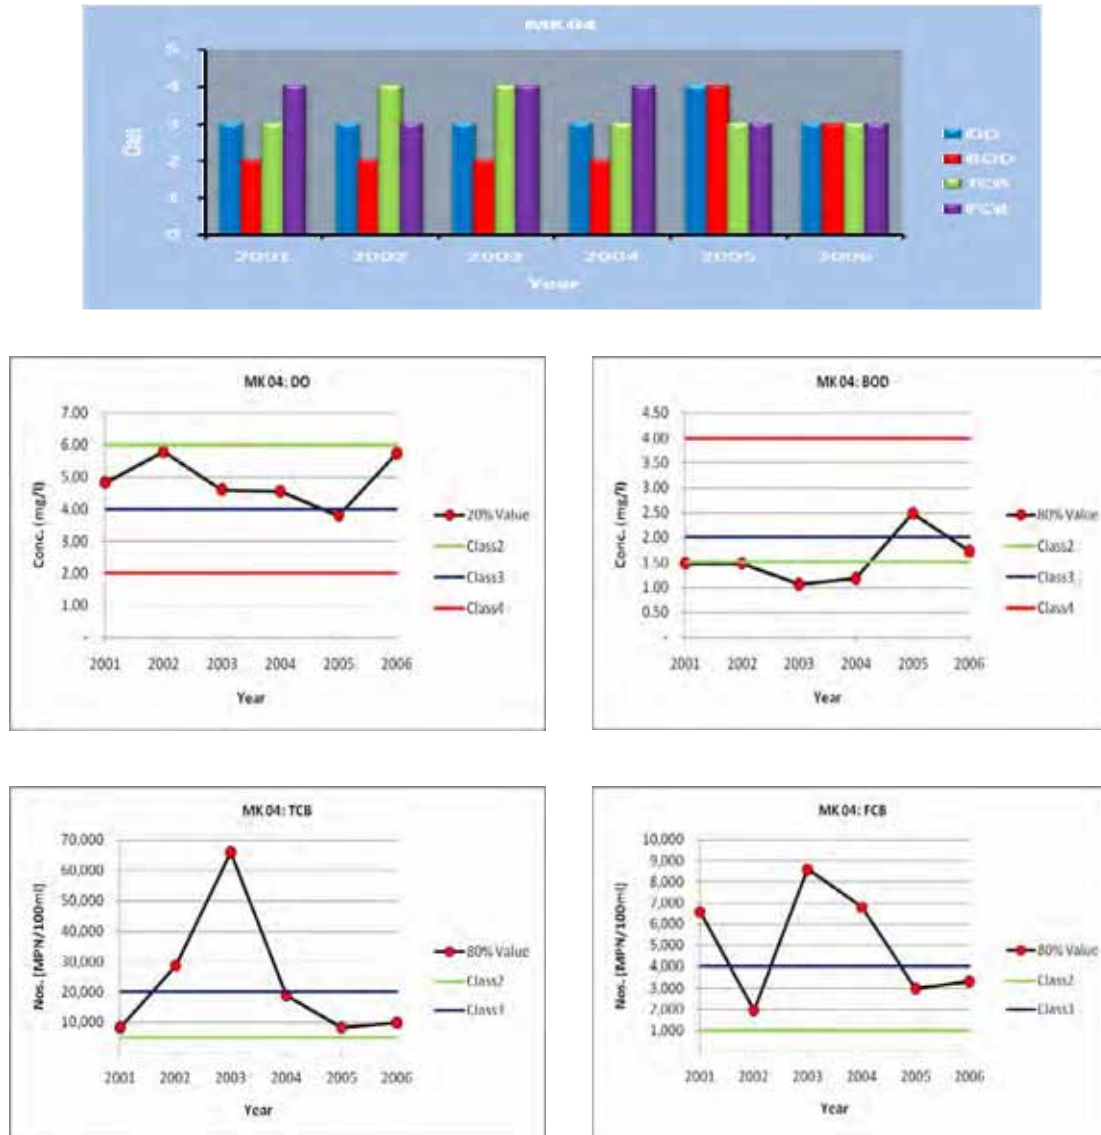 MK 04
Class
5
4
3
2
1
0
2001 2002 2003 2004 2005 2006
Year
DO
BOD
TCB
FCB
MK 04: DO
Conc. (mg/l)
7.00
6.00
5.00
4.00
3.00
2.00
1.00
-
2001 2002 2003 2004 2005 2006
Year
20% Value
Class2
Class3
Class4
MK 04: BOD
Conc. (mg/l)
4.50
4.00
3.50
3.00
2.50
2.00
1.50
1.00
0.50
-
2001 2002 2003 2004 2005 2006
Year
80% Value
Class2
Class3
Class4
MK 04: TCB
Nos. [MPN/100ml]
70,000
60,000
50,000
40,000
30,000
20,000
10,000
2001 2002 2003 2004 2005 2006
Year
80% Value
Class2
Class3
MK 04: FCB
Nos. [MPN/100ml]
10,000
9,000
8,000
7,000
6,000
5,000
4,000
3,000
2,000
1,000
2001 2002 2003 2004 2005 2006
Year
80% Value
Class2
Class3